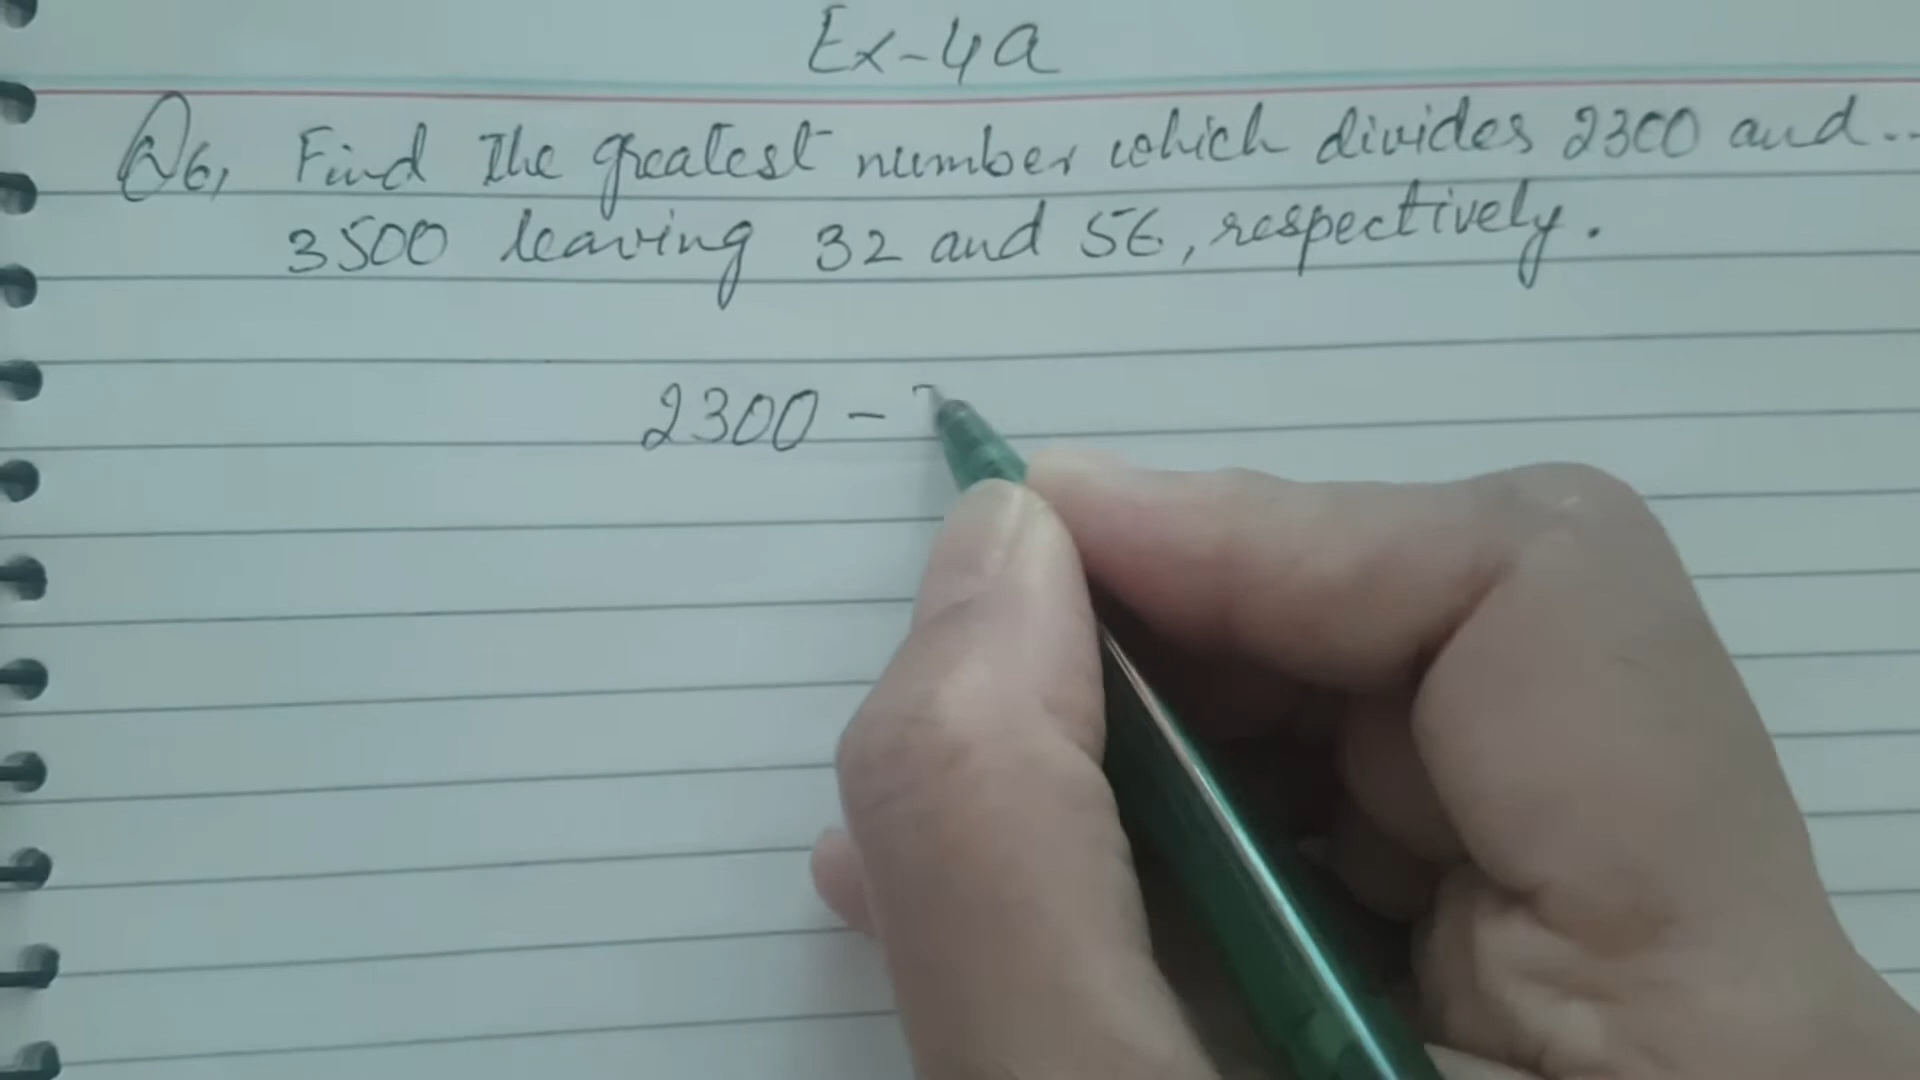 Ex-4a
Q6, Find The greatest number which divides 2300 and..
3500 leaving 32 and 56, respectively.
2300 -